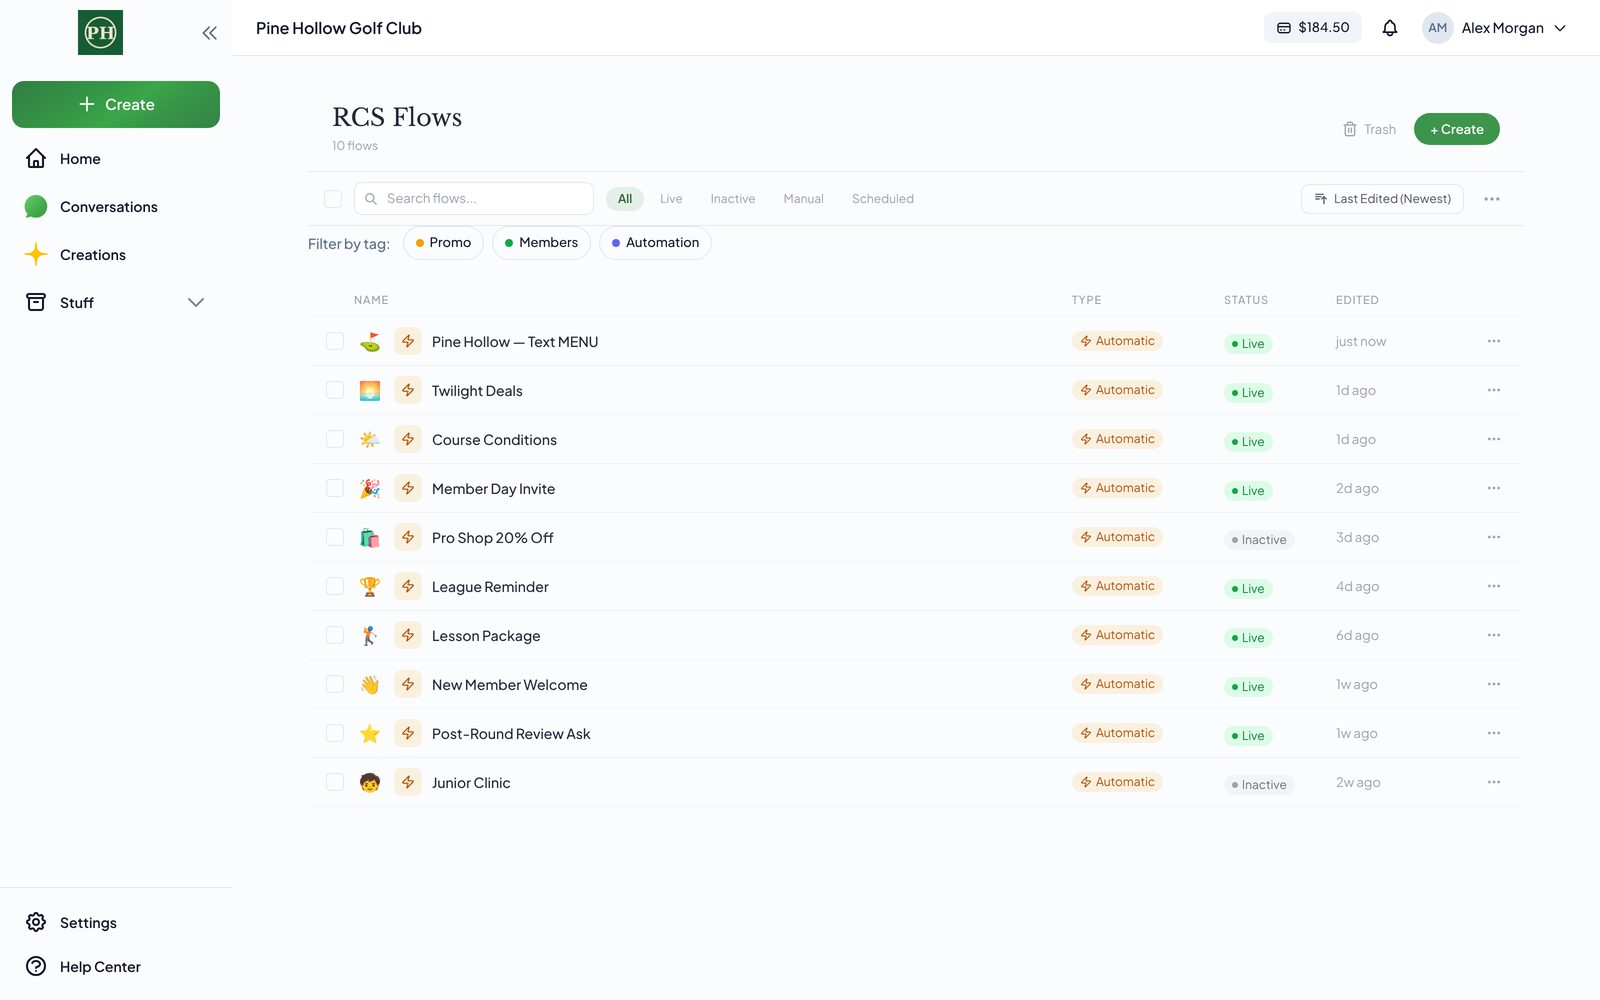 PH
Pine Hollow Golf Club
$184.50
AM
Alex Morgan
+ Create
Home
Conversations
Creations
Stuff
RCS Flows
10 flows
Trash
+ Create
Search flows...
All
Live
Inactive
Manual
Scheduled
Last Edited (Newest)
Filter by tag:
Promo
Members
Automation
NAME
TYPE
STATUS
EDITED
Pine Hollow — Text MENU
Automatic
Live
just now
Twilight Deals
Automatic
Live
1d ago
Course Conditions
Automatic
Live
1d ago
Member Day Invite
Automatic
Live
2d ago
Pro Shop 20% Off
Automatic
Inactive
3d ago
League Reminder
Automatic
Live
4d ago
Lesson Package
Automatic
Live
6d ago
New Member Welcome
Automatic
Live
1w ago
Post-Round Review Ask
Automatic
Live
1w ago
Junior Clinic
Automatic
Inactive
2w ago
Settings
Help Center